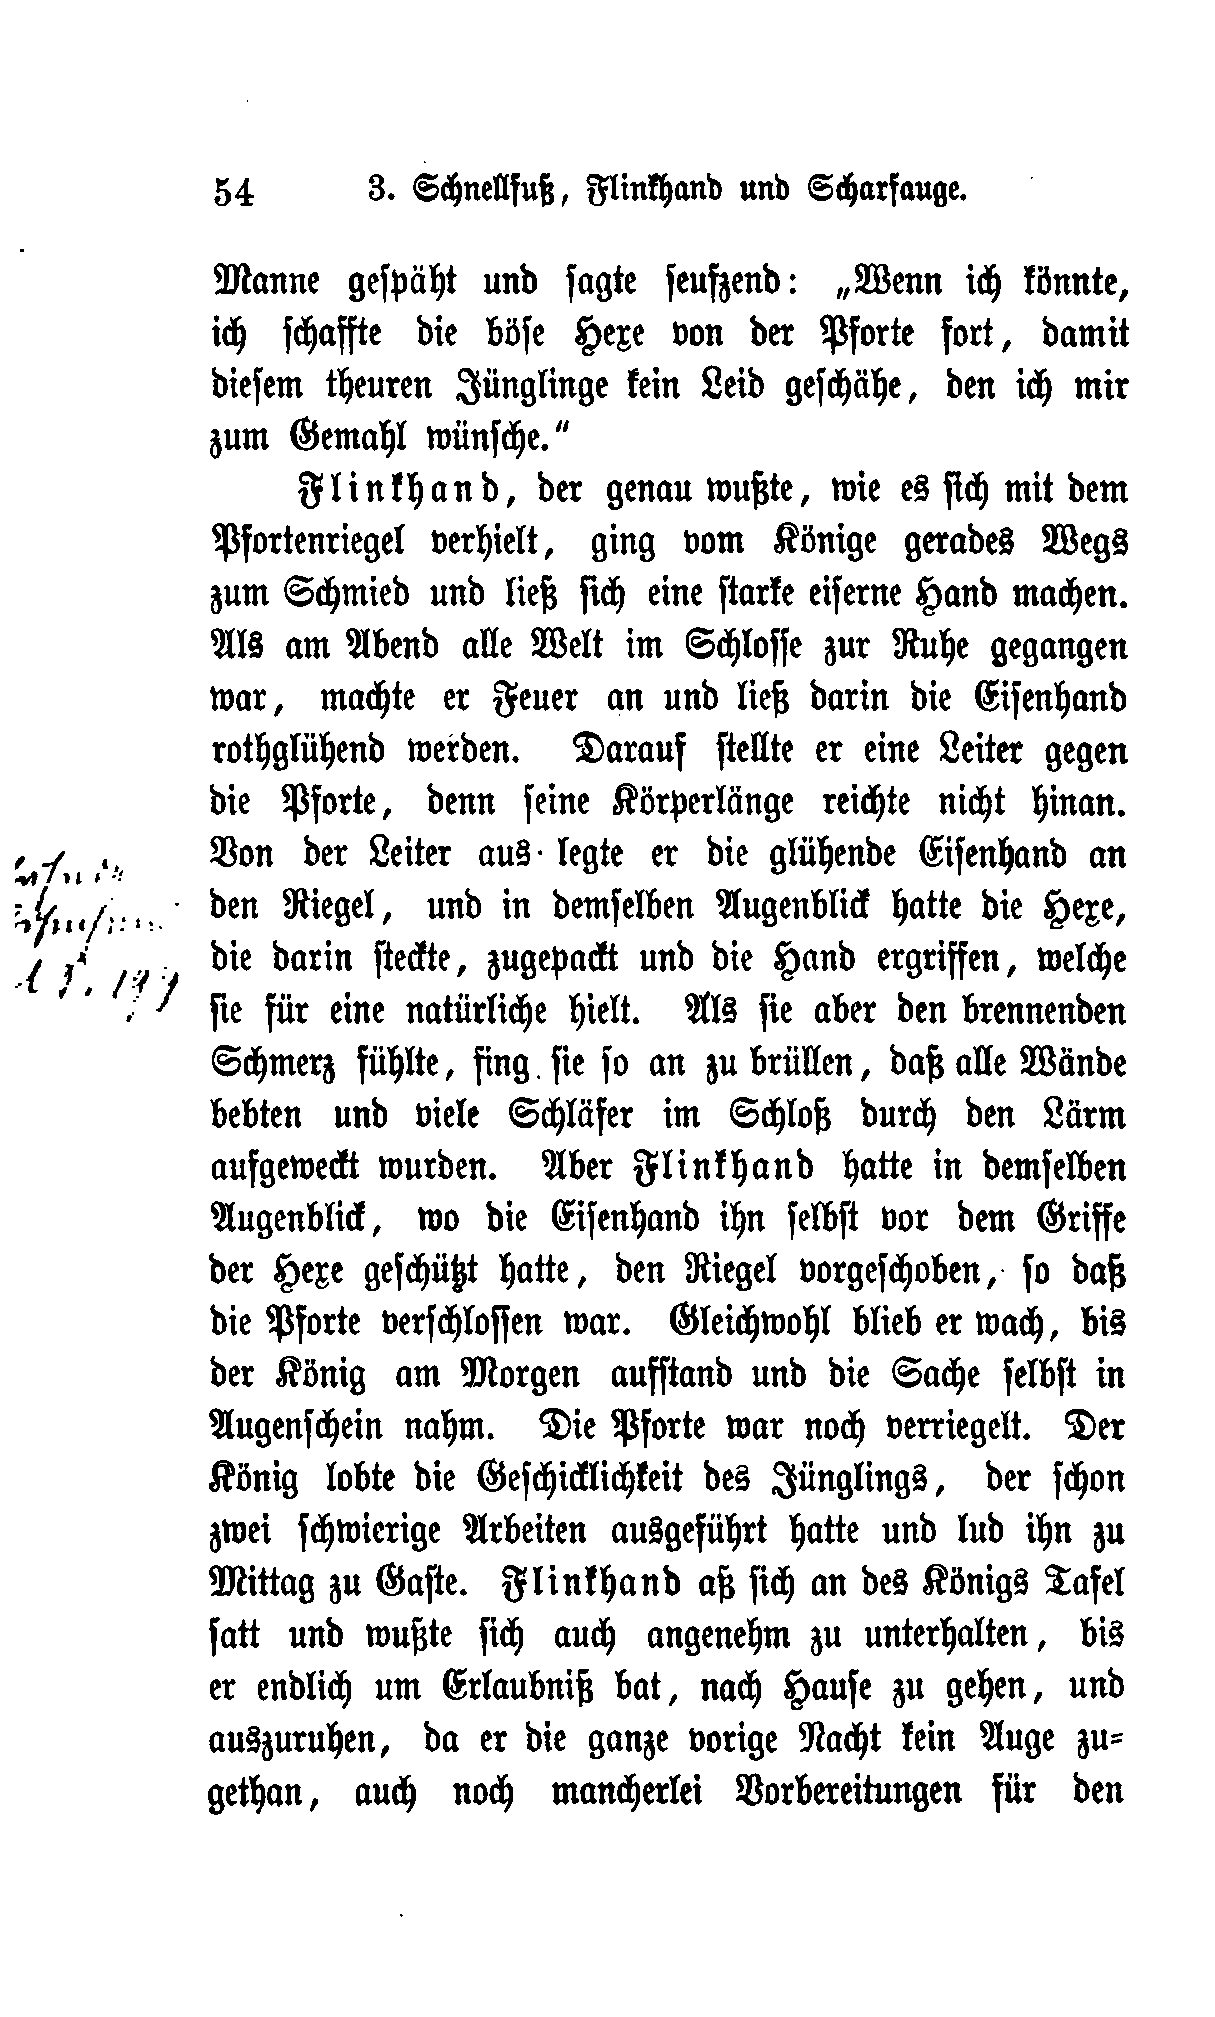 54 3. Schnellfuß, Flinkhand und Scharfauge.
Manne gespäht und sagte seufzend: „Wenn ich könnte,
ich schaffte die böse Hexe von der Pforte fort, damit
diesem theuren Jünglinge kein Leid geschähe, den ich mir
zum Gemahl wünsche.“
Flinkhand, der genau wußte, wie es sich mit dem
Pfortenriegel verhielt, ging vom Könige gerades Wegs
zum Schmied und ließ sich eine starke eiserne Hand machen.
Als am Abend alle Welt im Schlosse zur Ruhe gegangen
war, machte er Feuer an und ließ darin die Eisenhand
rothglühend werden. Darauf stellte er eine Leiter gegen
die Pforte, denn seine Körperlänge reichte nicht hinan.
Von der Leiter aus legte er die glühende Eisenhand an
den Riegel, und in demselben Augenblick hatte die Hexe,
die darin steckte, zugepackt und die Hand ergriffen, welche
sie für eine natürliche hielt. Als sie aber den brennenden
Schmerz fühlte, fing sie so an zu brüllen, daß alle Wände
bebten und viele Schläfer im Schloß durch den Lärm
aufgeweckt wurden. Aber Flinkhand hatte in demselben
Augenblick, wo die Eisenhand ihn selbst vor dem Griffe
der Hexe geschützt hatte, den Riegel vorgeschoben, so daß
die Pforte verschlossen war. Gleichwohl blieb er wach, bis
der König am Morgen aufstand und die Sache selbst in
Augenschein nahm. Die Pforte war noch verriegelt. Der
König lobte die Geschicklichkeit des Jünglings, der schon
zwei schwierige Arbeiten ausgeführt hatte und lud ihn zu
Mittag zu Gaste. Flinkhand aß sich an des Königs Tafel
satt und wußte sich auch angenehm zu unterhalten, bis
er endlich um Erlaubniß bat, nach Hause zu gehen, und
auszuruhen, da er die ganze vorige Nacht kein Auge zu-
gethan, auch noch mancherlei Vorbereitungen für den